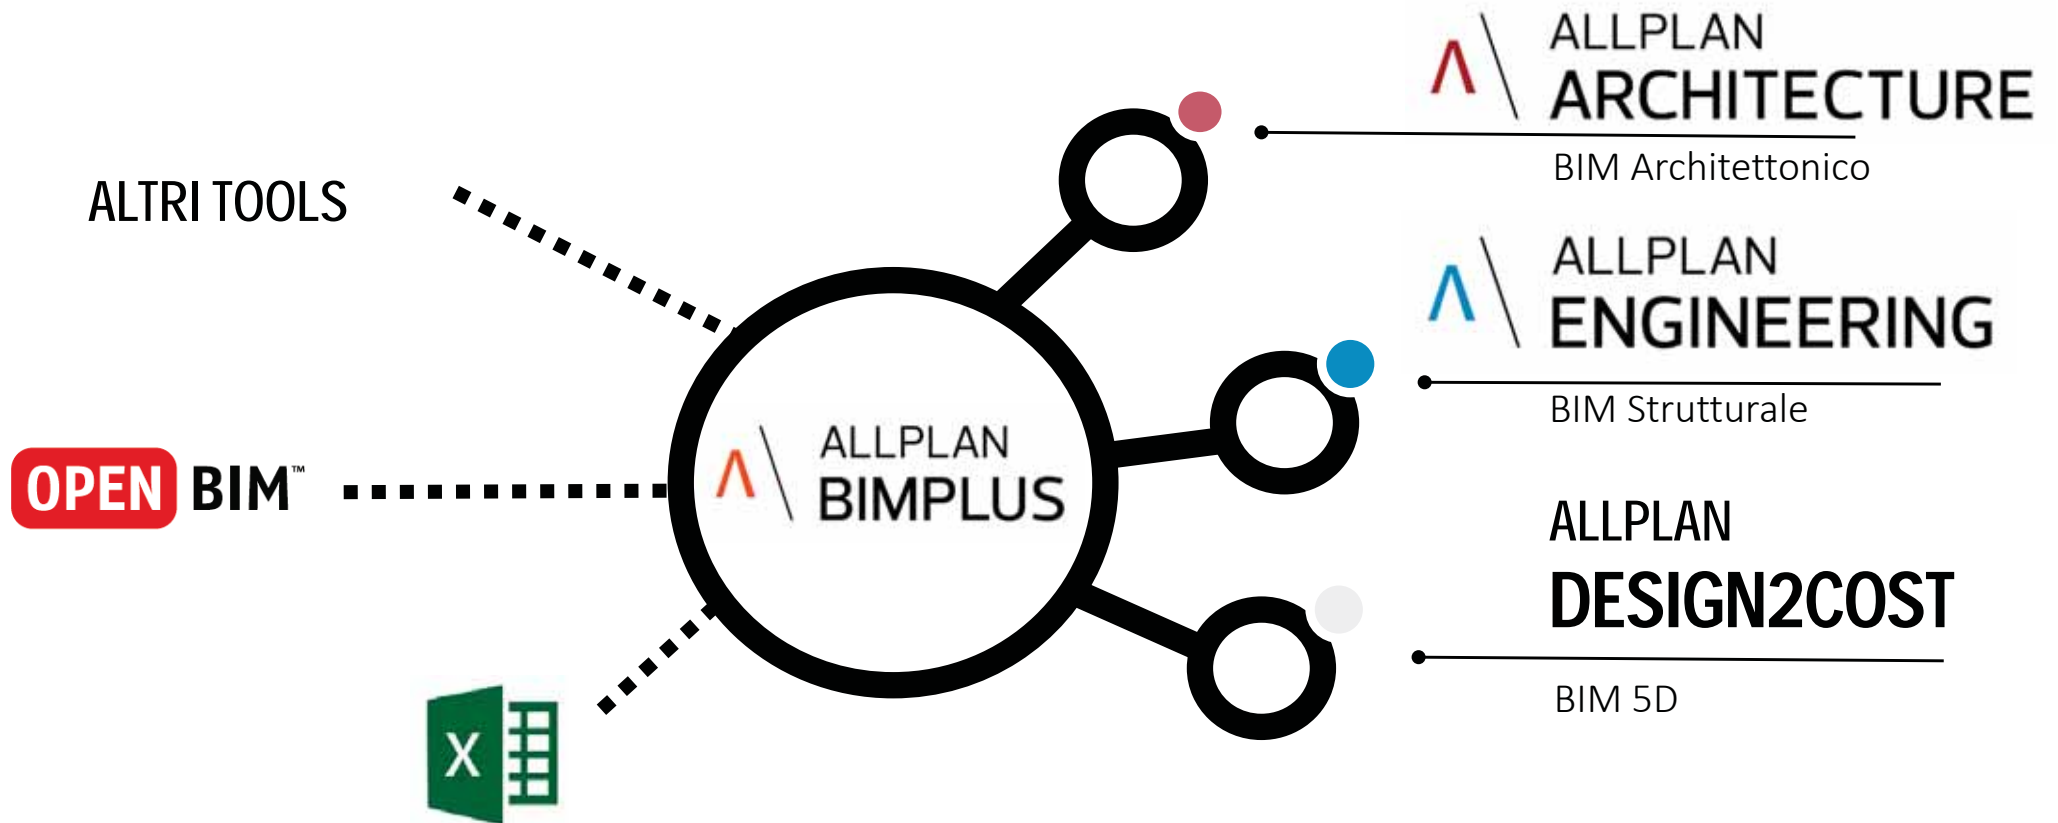 ALTRI TOOLS
OPEN BIM™
X
ALLPLAN
BIMPLUS
ALLPLAN
ARCHITECTURE
BIM Architettonico
ALLPLAN
ENGINEERING
BIM Strutturale
ALLPLAN
DESIGN2COST
BIM 5D